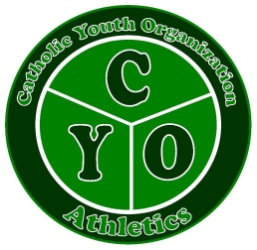 Catholic Youth Organization
C
Y O
Athletics